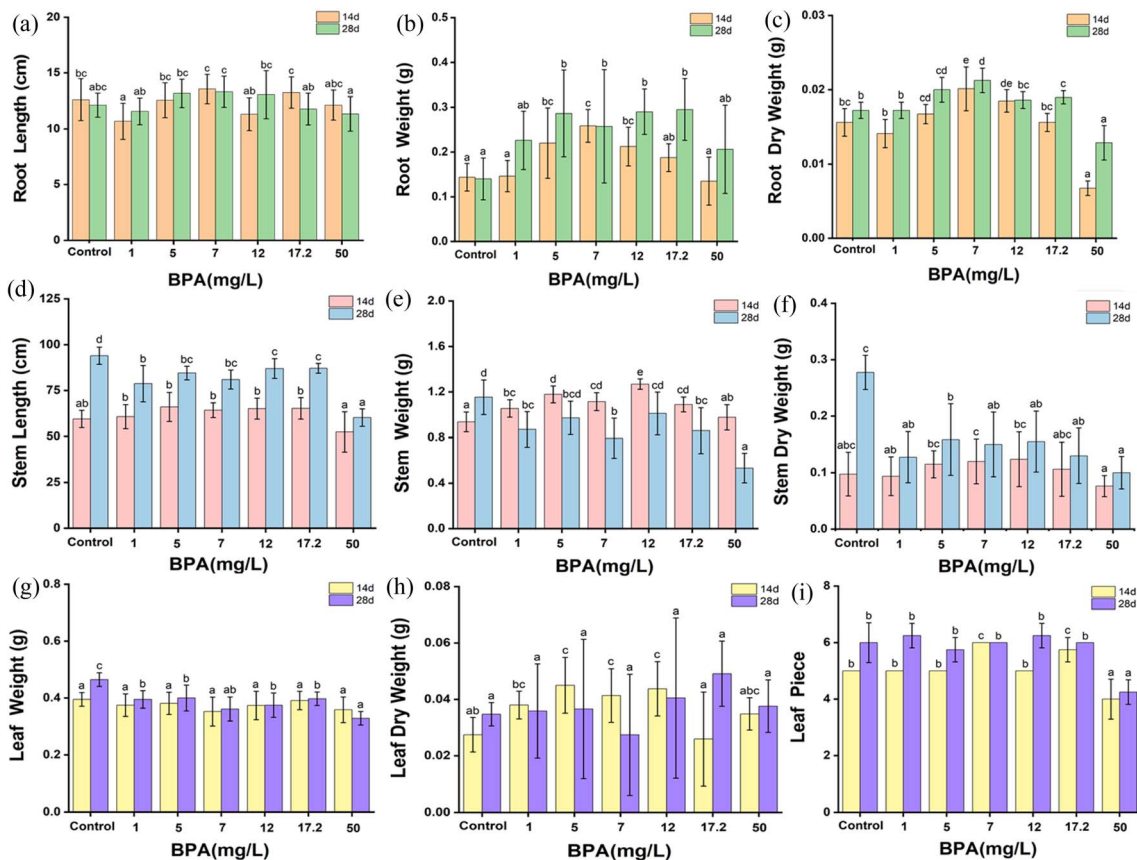 (a)
Root Length (cm)
20
15
10
5
0
14d
28d
bc ab a ab bc bc c c a bc c ab abc a
Control 1 5 7 12 17.2 50
BPA(mg/L)
(b)
Root Weight (g)
0.5
0.4
0.3
0.2
0.1
0.0
14d
28d
a a a ab bc b c b bc b ab b a ab
Control 1 5 7 12 17.2 50
BPA(mg/L)
(c)
Root Dry Weight (g)
0.03
0.02
0.01
0.00
14d
28d
bc b b b cd cd e d de bc bc c a a
Control 1 5 7 12 17.2 50
BPA(mg/L)
(d)
Stem Length (cm)
125
100
75
50
25
0
14d
28d
ab d b b b bc b bc b c b c a a
Control 1 5 7 12 17.2 50
BPA(mg/L)
(e)
Stem Weight (g)
1.6
1.2
0.8
0.4
0.0
14d
28d
a d bc bc d bcd cd b e cd cd bc ab a
Control 1 5 7 12 17.2 50
BPA(mg/L)
(f)
Stem Dry Weight (g)
0.4
0.3
0.2
0.1
0.0
14d
28d
abc c ab ab bc b c ab bc ab abc ab a a
Control 1 5 7 12 17.2 50
BPA(mg/L)
(g)
Leaf Weight (g)
0.8
0.6
0.4
0.2
0.0
14d
28d
a c a b a b a ab a b a b a a
Control 1 5 7 12 17.2 50
BPA(mg/L)
(h)
Leaf Dry Weight (g)
0.08
0.06
0.04
0.02
0.00
14d
28d
ab a bc a c a c a c a a a abc a
Control 1 5 7 12 17.2 50
BPA(mg/L)
(i)
Leaf Piece
8
6
4
2
0
14d
28d
b b b b b b c b b b c b a a
Control 1 5 7 12 17.2 50
BPA(mg/L)